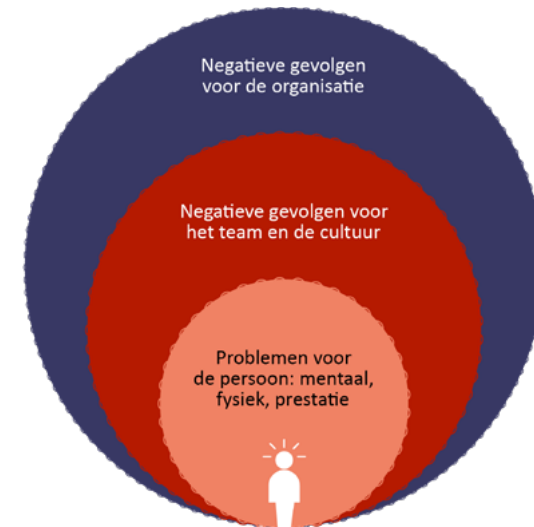 Negatieve gevolgen
voor de organisatie
Negatieve gevolgen voor
het team en de cultuur
Problemen voor
de persoon: mentaal,
fysiek, prestatie